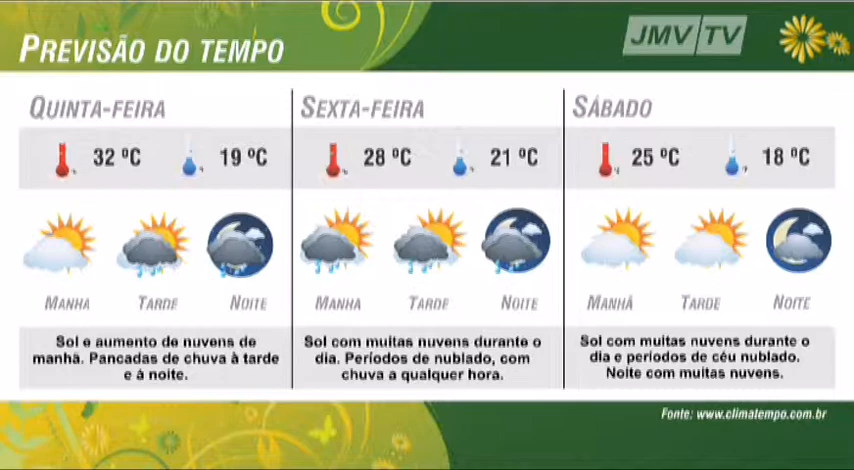 PREVISÃO DO TEMPO
JMV TV
QUINTA-FEIRA
32 ºC
19 ºC
MANHÃ
TARDE
NOITE
Sol e aumento de nuvens de
manhã. Pancadas de chuva à tarde
e à noite.
SEXTA-FEIRA
28 ºC
21 ºC
MANHÃ
TARDE
NOITE
Sol com muitas nuvens durante o
dia. Períodos de nublado, com
chuva a qualquer hora.
SÁBADO
25 ºC
18 ºC
MANHÃ
TARDE
NOITE
Sol com muitas nuvens durante o
dia e períodos de céu nublado.
Noite com muitas nuvens.
Fonte: www.climatempo.com.br